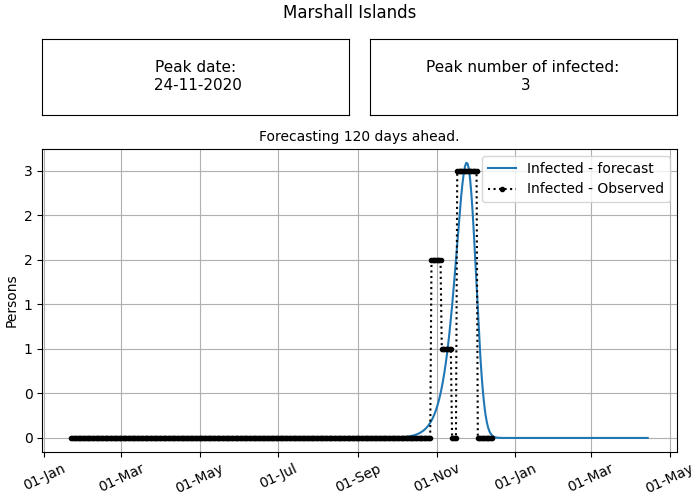 Marshall Islands
Peak date:
24-11-2020
Peak number of infected:
3
Forecasting 120 days ahead.
Infected - forecast
Infected - Observed
Persons
3
2
2
1
1
0
0
01-Jan
01-Mar
01-May
01-Jul
01-Sep
01-Nov
01-Jan
01-Mar
01-May